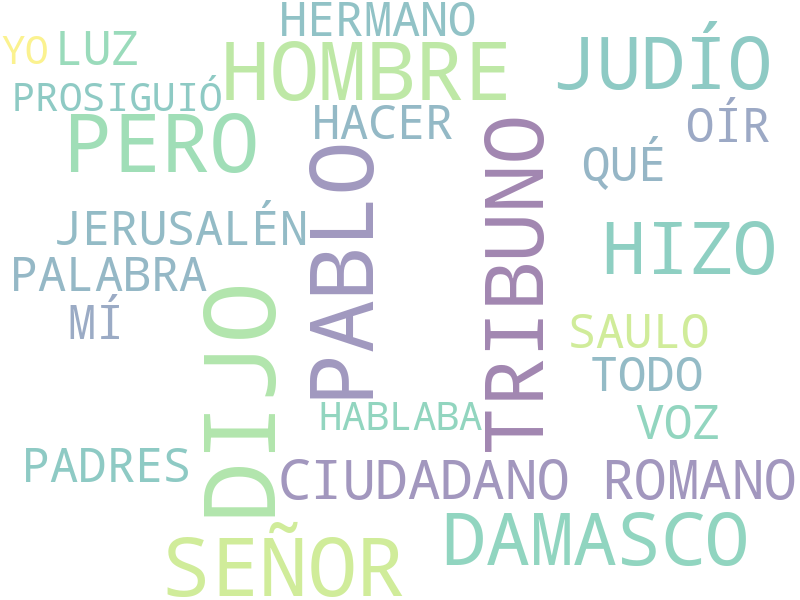 HERMANO
YO
LUZ
HOMBRE
JUDÍO
PROSIGUIÓ
HACER
OÍR
PERO
QUÉ
PABLO
TRIBUNO
JERUSALÉN
HIZO
PALABRA
MÍ
DIJO
SAULO
TODO
HABLABA
VOZ
PADRES
CIUDADANO ROMANO
SEÑOR
DAMASCO